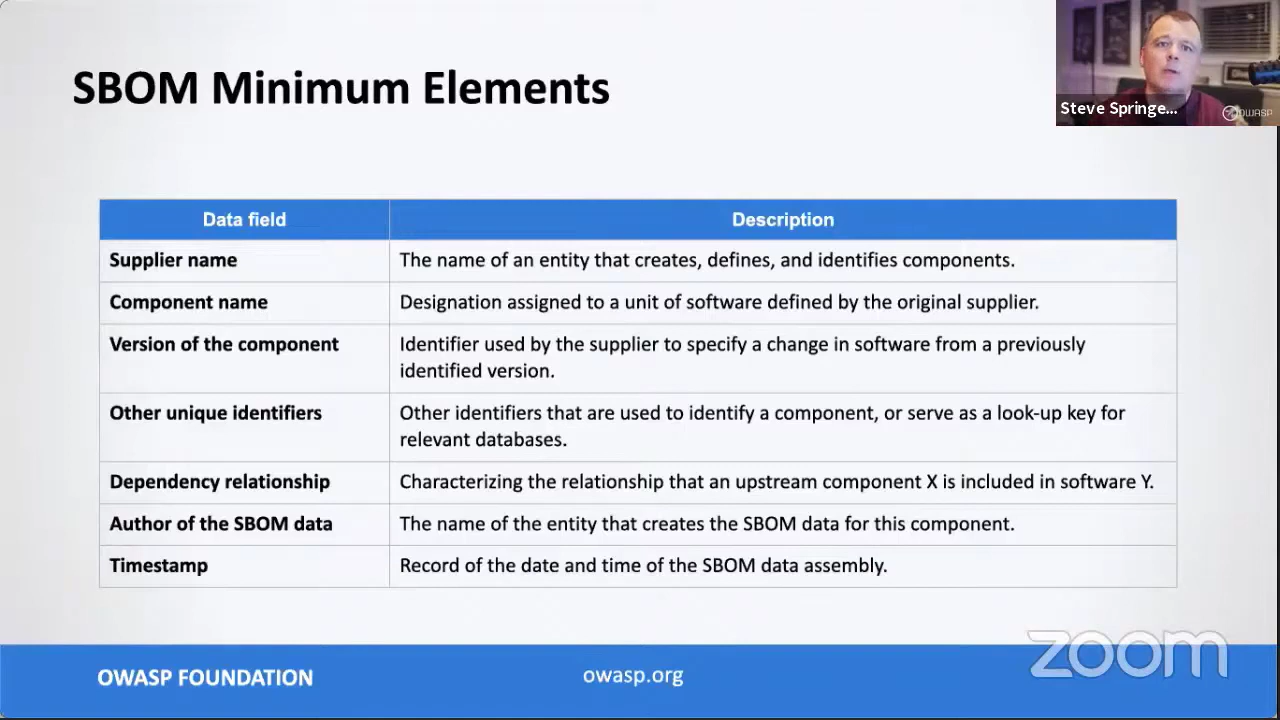 SBOM Minimum Elements
Steve Springe...
OWASP
Data field
Description
Supplier name
The name of an entity that creates, defines, and identifies components.
Component name
Designation assigned to a unit of software defined by the original supplier.
Version of the component
Identifier used by the supplier to specify a change in software from a previously
identified version.
Other unique identifiers
Other identifiers that are used to identify a component, or serve as a look-up key for
relevant databases.
Dependency relationship
Characterizing the relationship that an upstream component X is included in software Y.
Author of the SBOM data
The name of the entity that creates the SBOM data for this component.
Timestamp
Record of the date and time of the SBOM data assembly.
zoom
OWASP FOUNDATION
owasp.org